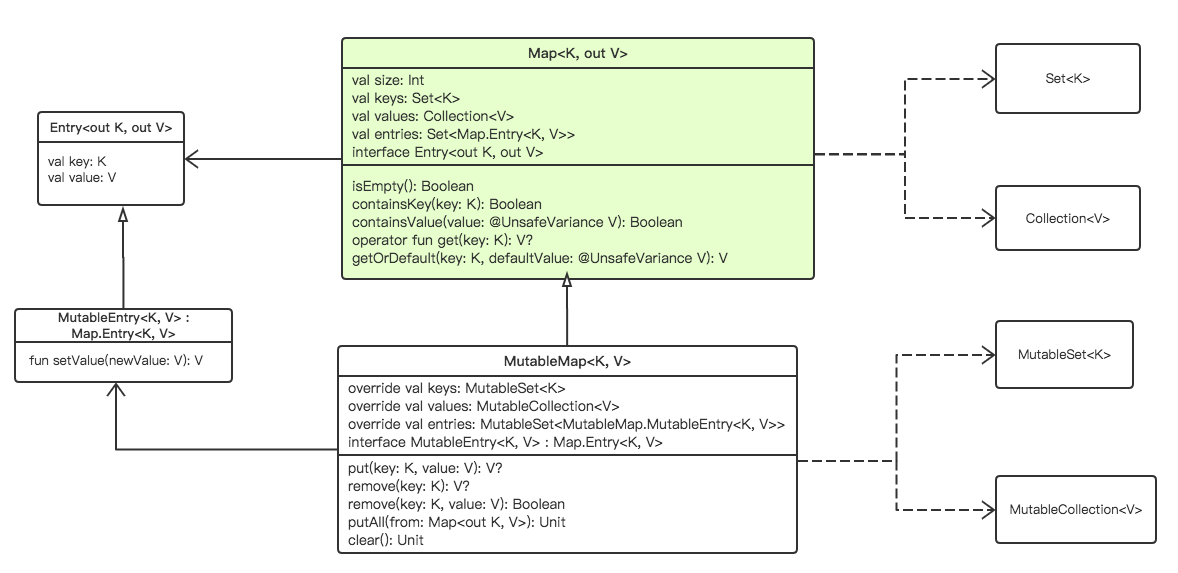 Map<K, out V>
val size: Int
val keys: Set<K>
val values: Collection<V>
val entries: Set<Map.Entry<K, V>>
interface Entry<out K, out V>
isEmpty(): Boolean
containsKey(key: K): Boolean
containsValue(value: @UnsafeVariance V): Boolean
operator fun get(key: K): V?
getOrDefault(key: K, defaultValue: @UnsafeVariance V): V
Set<K>
Collection<V>
Entry<out K, out V>
val key: K
val value: V
MutableEntry<K, V> :
Map.Entry<K, V>
fun setValue(newValue: V): V
MutableMap<K, V>
override val keys: MutableSet<K>
override val values: MutableCollection<V>
override val entries: MutableSet<MutableMap.MutableEntry<K, V>>
interface MutableEntry<K, V> : Map.Entry<K, V>
put(key: K, value: V): V?
remove(key: K): V?
remove(key: K, value: V): Boolean
putAll(from: Map<out K, V>): Unit
clear(): Unit
MutableSet<K>
MutableCollection<V>